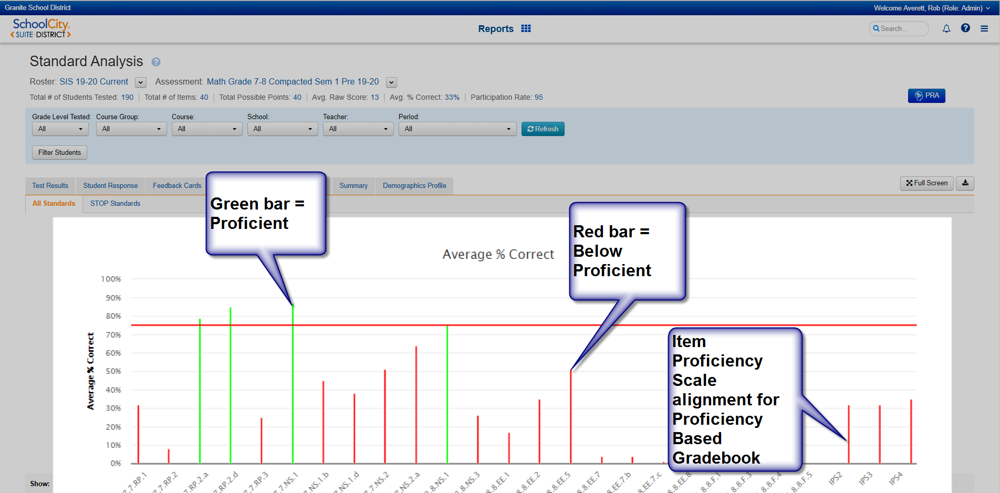 Granite School District
Welcome Averett, Rob (Role: Admin)
SchoolCity
SUITE-DISTRICT
Reports
Search...
Standard Analysis
Roster: SIS 19-20 Current
Assessment: Math Grade 7-8 Compacted Sem 1 Pre 19-20
Total # of Students Tested: 190 | Total # of Items: 40 | Total Possible Points: 40 | Avg. Raw Score: 13 | Avg. % Correct: 33% | Participation Rate: 95
PRA
Grade Level Tested: Course Group: Course: School: Teacher: Period:
All All All All All All Refresh
Filter Students
Test Results Student Response Feedback Cards Summary Demographics Profile
Full Screen
All Standards STOP Standards
Green bar =
Proficient
Red bar =
Below
Proficient
Average % Correct
100%
90%
80%
70%
60%
50%
40%
30%
20%
10%
0%
Average % Correct
Item
Proficiency
Scale
alignment for
Proficiency
Based
Gradebook
7.7.RP.1
7.7.RP.2
7.RP.2.a
7.RP.2.d
7.7.RP.3
7.7.NS.1
7.NS.1.b
7.NS.1.d
7.7.NS.2
7.NS.2.a
8.8.NS.1
8.8.NS.3
8.8.EE.1
8.8.EE.2
8.8.EE.5
8.8.EE.7
8.EE.7.b
8.EE.7.c
8.8.EE.8
8.8.F.1
8.8.F.3
8.8.F.4
8.8.F.5
IPS2
IPS3
IPS4
Show: